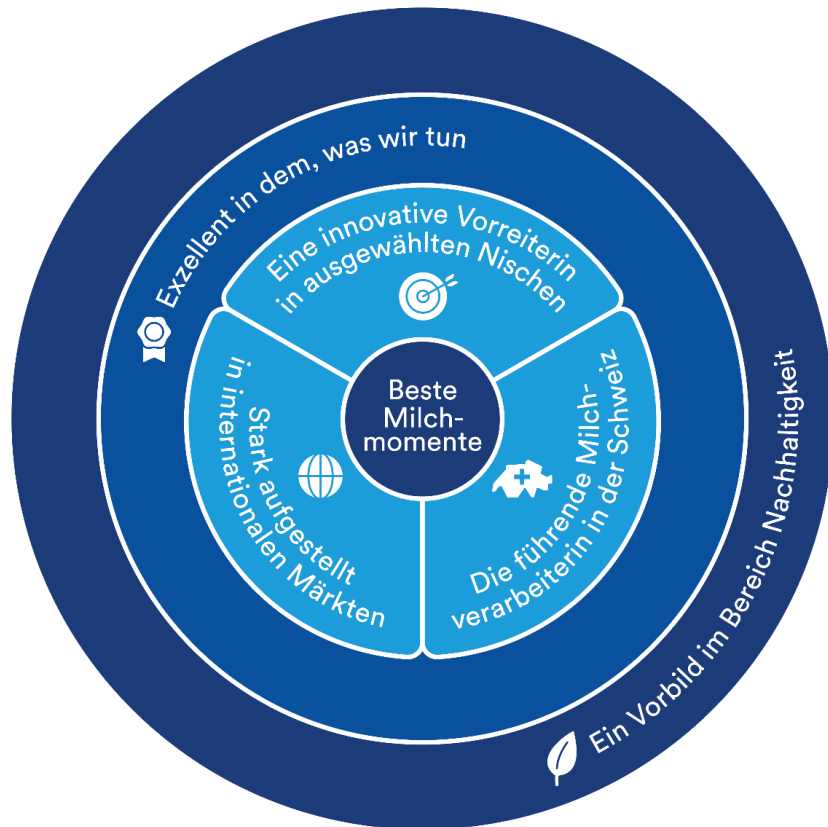 Exzellent in dem, was wir tun
Eine innovative Vorreiterin
in ausgewählten Nischen
Beste
Milch-
momente
Stark aufgestellt
in internationalen Märkten
Die führende Milch-
verarbeiterin in der Schweiz
Ein Vorbild im Bereich Nachhaltigkeit